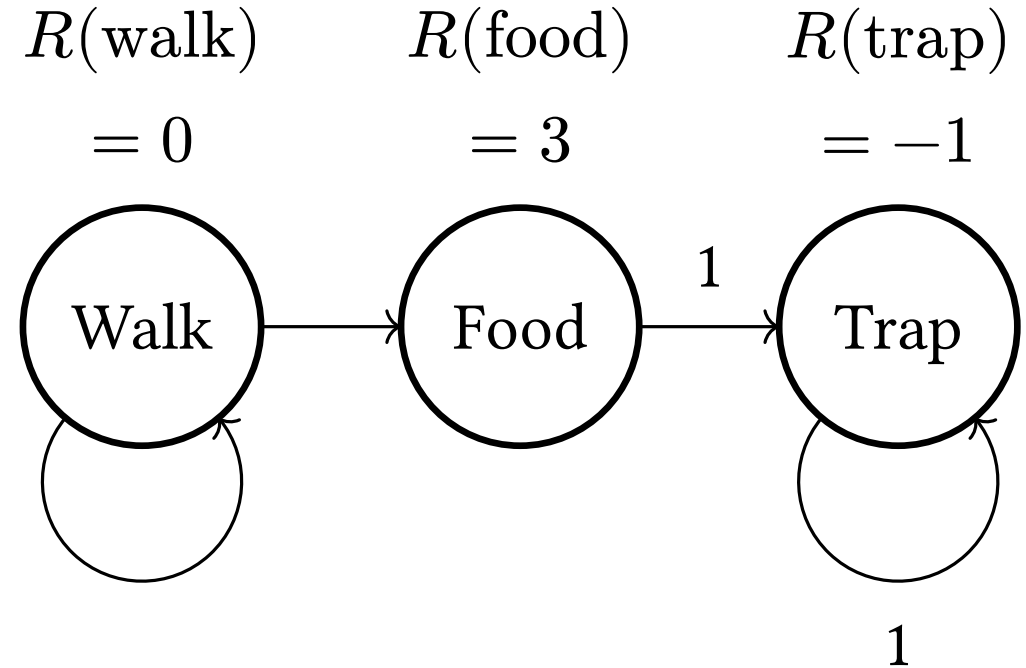 R(walk) R(food) R(trap)
= 0 = 3 = −1
1
Walk Food Trap
1